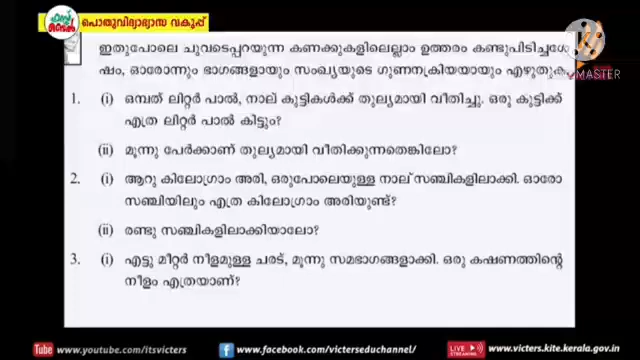 പൊതുവിദ്യാഭ്യാസ വകുപ്പ്
ഇതുപോലെ ചുവടെപ്പറയുന്ന കണക്കുകളിലെല്ലാം ഉത്തരം കണ്ടുപിടിച്ചശേ
ഷം, ഓരോന്നും ഭാഗങ്ങളായും സംഖ്യയുടെ ഗുണനക്രിയയായും എഴുതുക.
MASTER
1. (i) ഒമ്പത് ലിറ്റർ പാൽ, നാല് കുട്ടികൾക്ക് തുല്യമായി വീതിച്ചു. ഒരു കുട്ടിക്ക്
എത്ര ലിറ്റർ പാൽ കിട്ടും?
(ii) മൂന്നു പേർക്കാണ് തുല്യമായി വീതിക്കുന്നതെങ്കിലോ?
2. (i) ആറു കിലോഗ്രാം അരി, ഒരുപോലെയുള്ള നാല് സഞ്ചികളിലാക്കി. ഓരോ
സഞ്ചിയിലും എത്ര കിലോഗ്രാം അരിയുണ്ട്?
(ii) രണ്ടു സഞ്ചികളിലാക്കിയാലോ?
3. (i) എട്ടു മീറ്റർ നീളമുള്ള ചരട്, മൂന്നു സമഭാഗങ്ങളാക്കി. ഒരു കഷണത്തിന്റെ
നീളം എത്രയാണ്?
You Tube www.youtube.com/itsvicters f www.facebook.com/victerseduchannel/ LIVE STREAMING www.victers.kite.kerala.gov.in